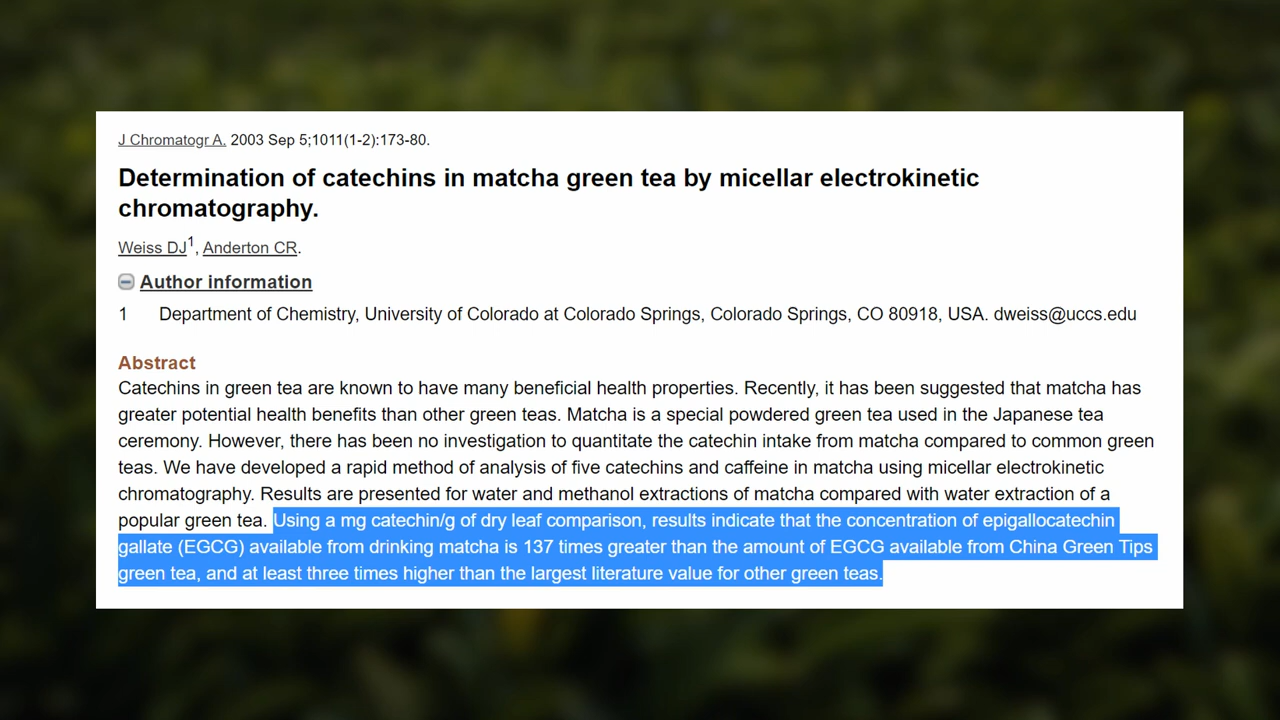 J Chromatogr A. 2003 Sep 5;1011(1-2):173-80.
Determination of catechins in matcha green tea by micellar electrokinetic
chromatography.
Weiss DJ1, Anderton CR.
Author information
1 Department of Chemistry, University of Colorado at Colorado Springs, Colorado Springs, CO 80918, USA. dweiss@uccs.edu
Abstract
Catechins in green tea are known to have many beneficial health properties. Recently, it has been suggested that matcha has
greater potential health benefits than other green teas. Matcha is a special powdered green tea used in the Japanese tea
ceremony. However, there has been no investigation to quantitate the catechin intake from matcha compared to common green
teas. We have developed a rapid method of analysis of five catechins and caffeine in matcha using micellar electrokinetic
chromatography. Results are presented for water and methanol extractions of matcha compared with water extraction of a
popular green tea. Using a mg catechin/g of dry leaf comparison, results indicate that the concentration of epigallocatechin
gallate (EGCG) available from drinking matcha is 137 times greater than the amount of EGCG available from China Green Tips
green tea, and at least three times higher than the largest literature value for other green teas.